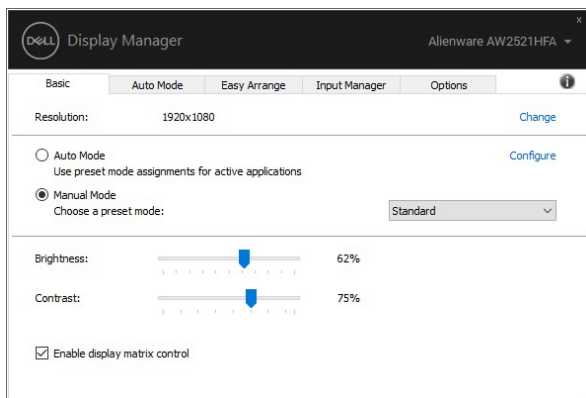 DELL Display Manager Alienware AW2521HFA
x
Basic Auto Mode Easy Arrange Input Manager Options i
Resolution: 1920x1080 Change
Auto Mode Configure
Use preset mode assignments for active applications
Manual Mode
Choose a preset mode: Standard
Brightness: 62%
Contrast: 75%
Enable display matrix control